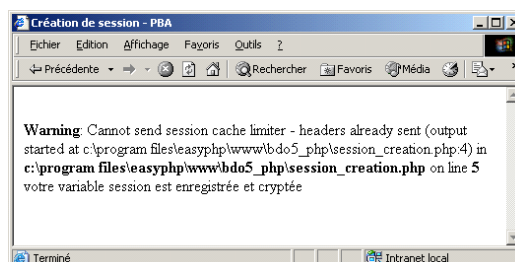 Création de session - PBA
Fichier Edition Affichage Favoris Outils ?
Précédente Rechercher Favoris Média
Warning: Cannot send session cache limiter - headers already sent (output
started at c:\program files\easyphp\www\bdo5_php\session_creation.php:4) in
c:\program files\easyphp\www\bdo5_php\session_creation.php on line 5
votre variable session est enregistrée et cryptée
Terminé Intranet local